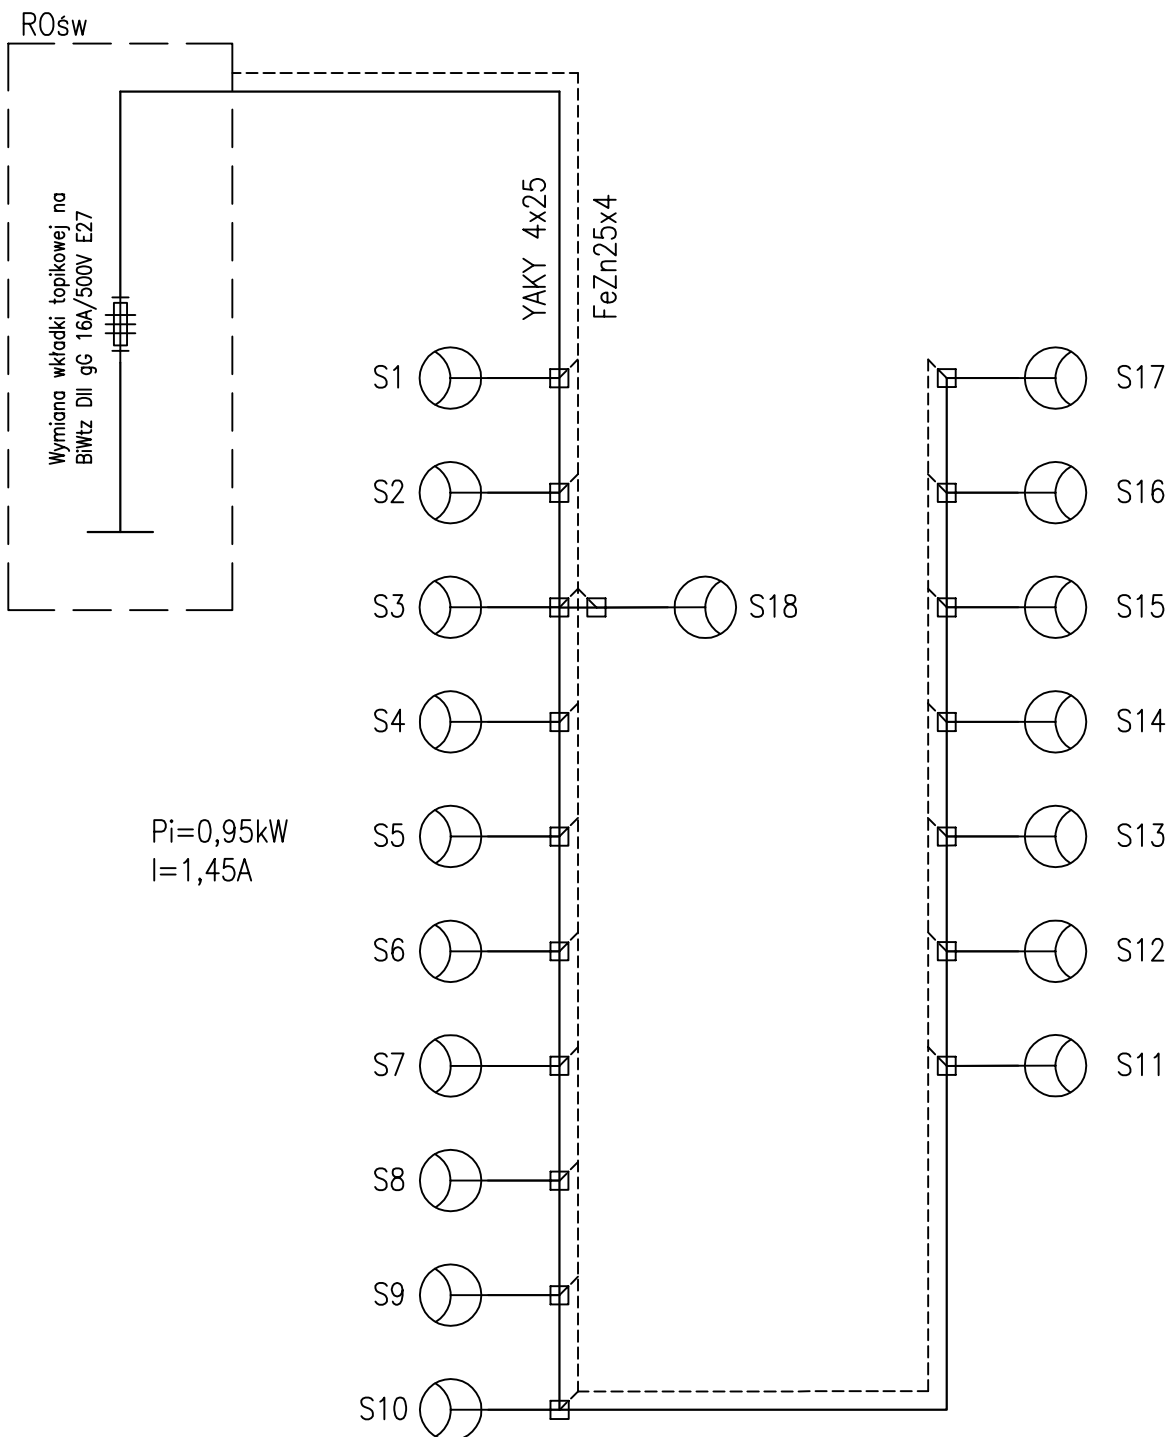 ROśw
Wymiana wkładki topikowej na
BiWtz DII gG 16A/500V E27
YAKY 4x25
FeZn25x4
S1
S17
S2
S16
S3
S18
S15
S4
S14
Pi=0,95kW
I=1,45A
S5
S13
S6
S12
S7
S11
S8
S9
S10